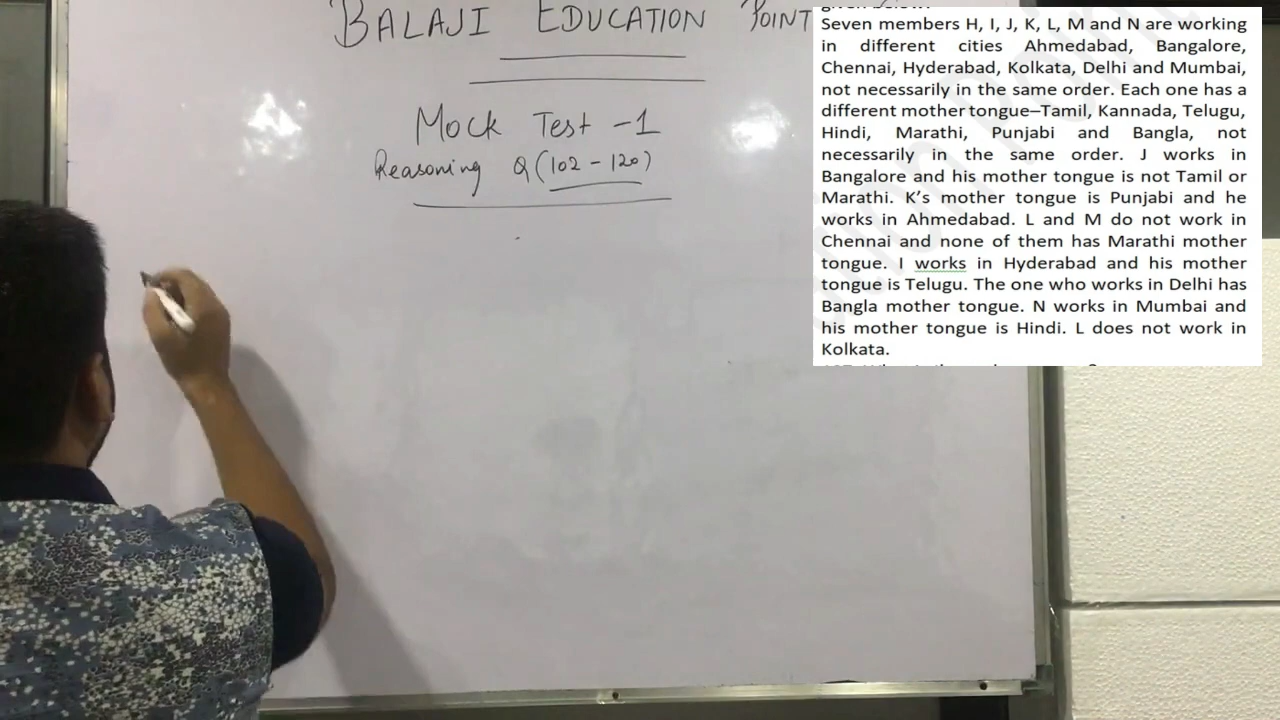 BALAJI EDUCATION POINT
Mock Test -1
Reasoning Q (102 - 120)
given below.
Seven members H, I, J, K, L, M and N are working
in different cities Ahmedabad, Bangalore,
Chennai, Hyderabad, Kolkata, Delhi and Mumbai,
not necessarily in the same order. Each one has a
different mother tongue–Tamil, Kannada, Telugu,
Hindi, Marathi, Punjabi and Bangla, not
necessarily in the same order. J works in
Bangalore and his mother tongue is not Tamil or
Marathi. K’s mother tongue is Punjabi and he
works in Ahmedabad. L and M do not work in
Chennai and none of them has Marathi mother
tongue. I works in Hyderabad and his mother
tongue is Telugu. The one who works in Delhi has
Bangla mother tongue. N works in Mumbai and
his mother tongue is Hindi. L does not work in
Kolkata.